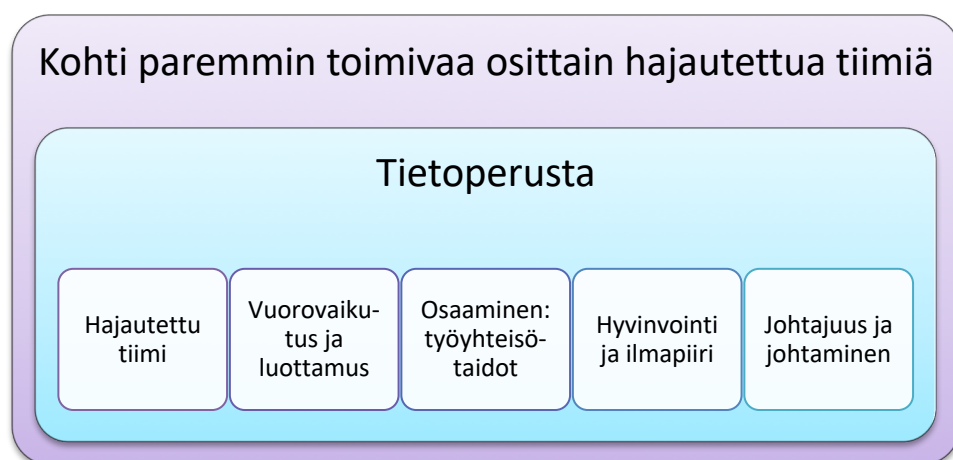 Kohti paremmin toimivaa osittain hajautettua tiimiä
Tietoperusta
Hajautettu
tiimi
Vuorovaiku-
tus ja
luottamus
Osaaminen:
työyhteisö-
taidot
Hyvinvointi
ja ilmapiiri
Johtajuus ja
johtaminen